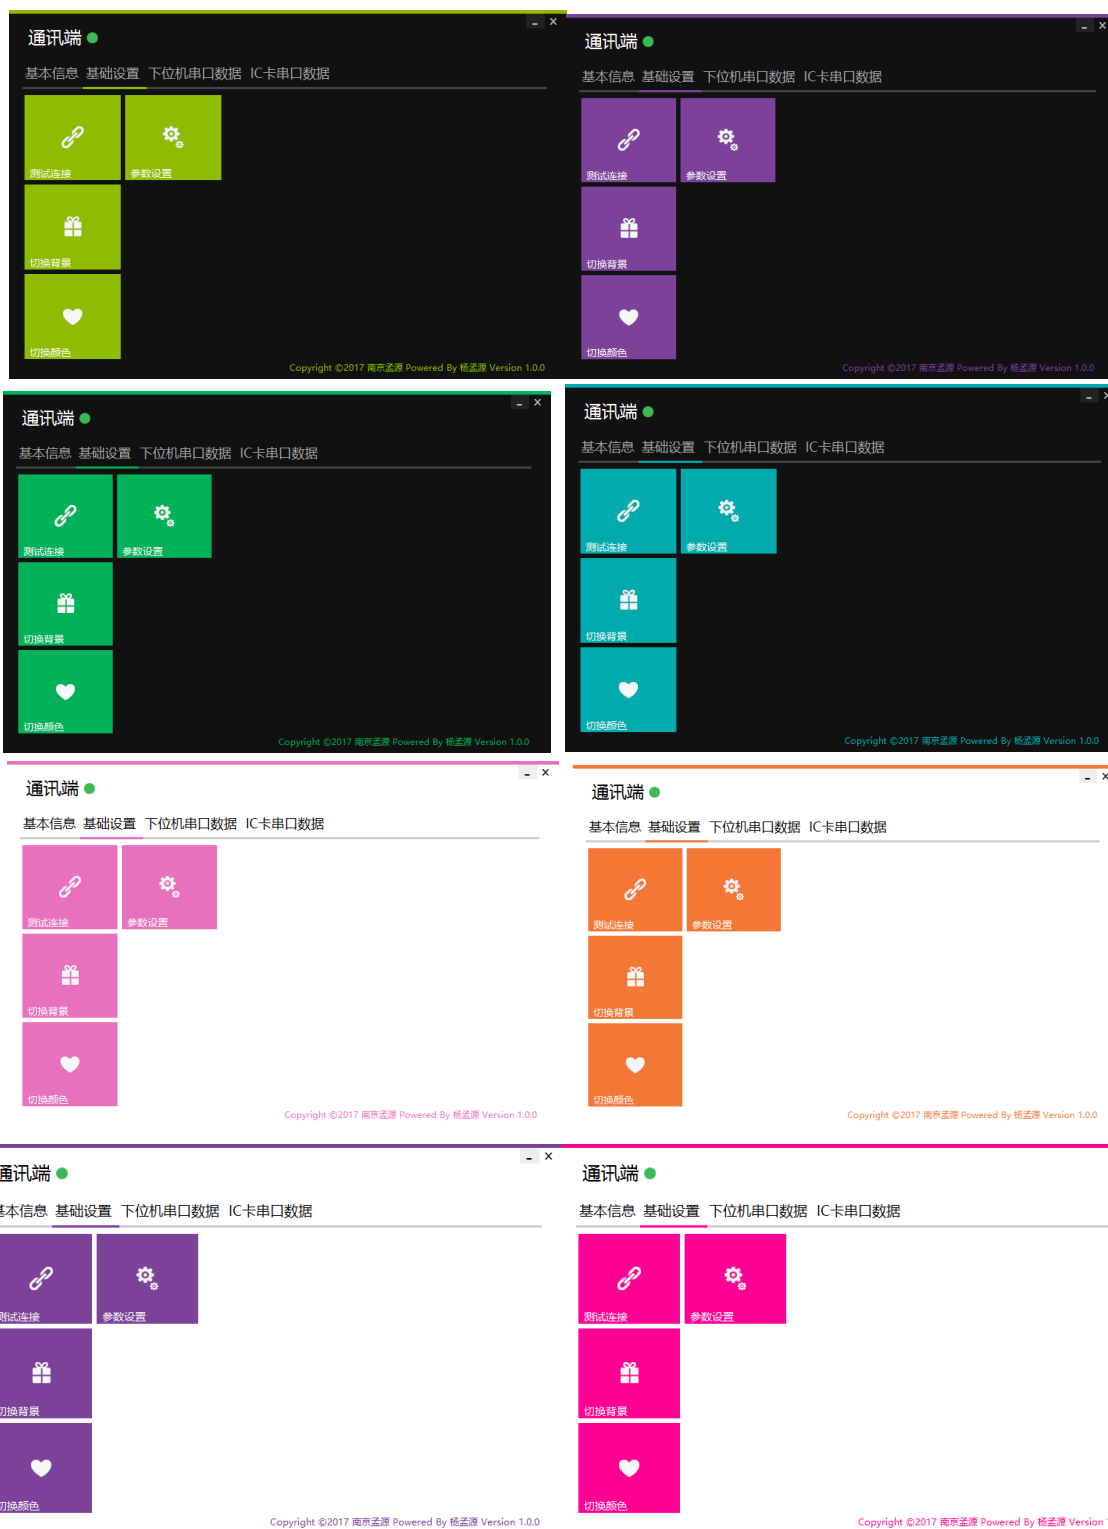 通讯端
基本信息 基础设置 下位机串口数据 IC卡串口数据
测试连接 参数设置
切换背景
切换颜色
Copyright ©2017 南京孟源 Powered By 杨孟源 Version 1.0.0
通讯端
基本信息 基础设置 下位机串口数据 IC卡串口数据
测试连接 参数设置
切换背景
切换颜色
Copyright ©2017 南京孟源 Powered By 杨孟源 Version 1.0.0
通讯端
基本信息 基础设置 下位机串口数据 IC卡串口数据
测试连接 参数设置
切换背景
切换颜色
Copyright ©2017 南京孟源 Powered By 杨孟源 Version 1.0.0
通讯端
基本信息 基础设置 下位机串口数据 IC卡串口数据
测试连接 参数设置
切换背景
切换颜色
Copyright ©2017 南京孟源 Powered By 杨孟源 Version 1.0.0
通讯端
基本信息 基础设置 下位机串口数据 IC卡串口数据
测试连接 参数设置
切换背景
切换颜色
Copyright ©2017 南京孟源 Powered By 杨孟源 Version 1.0.0
通讯端
基本信息 基础设置 下位机串口数据 IC卡串口数据
测试连接 参数设置
切换背景
切换颜色
Copyright ©2017 南京孟源 Powered By 杨孟源 Version 1.0.0
通讯端
基本信息 基础设置 下位机串口数据 IC卡串口数据
测试连接 参数设置
切换背景
切换颜色
Copyright ©2017 南京孟源 Powered By 杨孟源 Version 1.0.0
通讯端
基本信息 基础设置 下位机串口数据 IC卡串口数据
测试连接 参数设置
切换背景
切换颜色
Copyright ©2017 南京孟源 Powered By 杨孟源 Version